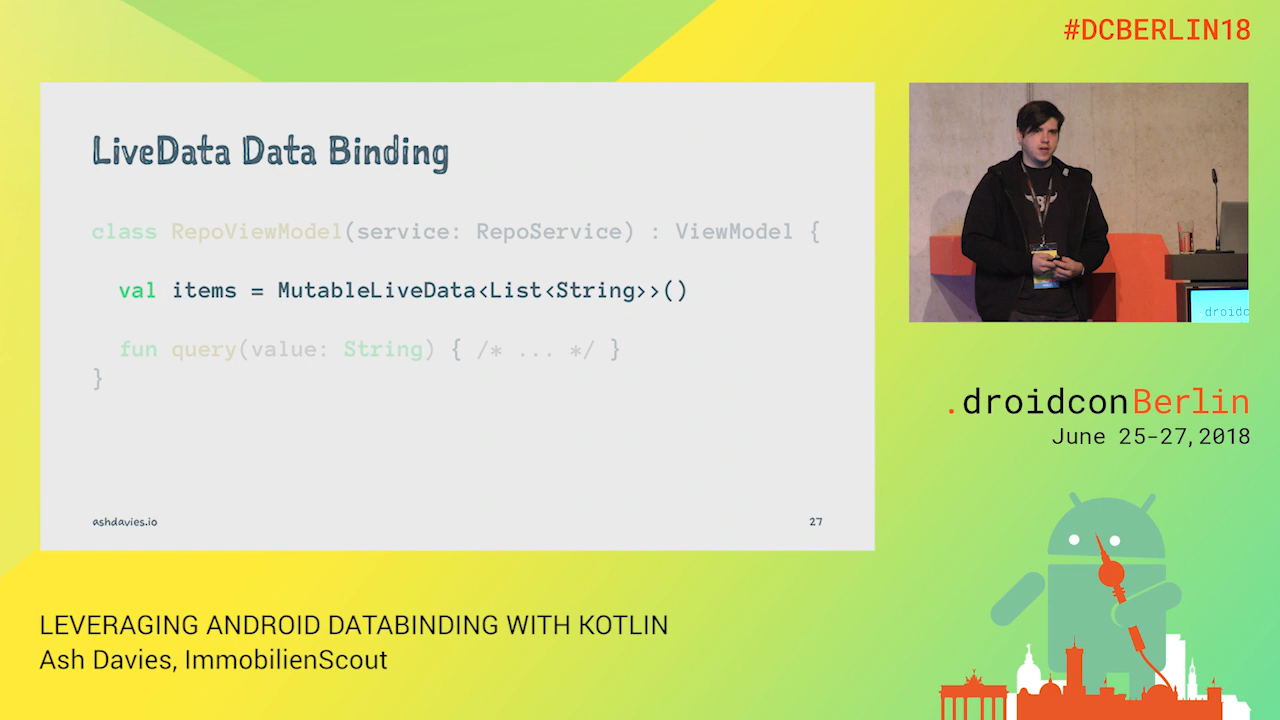 #DCBERLIN18
LiveData Data Binding
class RepoViewModel(service: RepoService) : ViewModel {
val items = MutableLiveData<List<String>>()
fun query(value: String) { /* ... */ }
}
ashdavies.io
27
droidc
.droidconBerlin
June 25-27, 2018
LEVERAGING ANDROID DATABINDING WITH KOTLIN
Ash Davies, ImmobilienScout